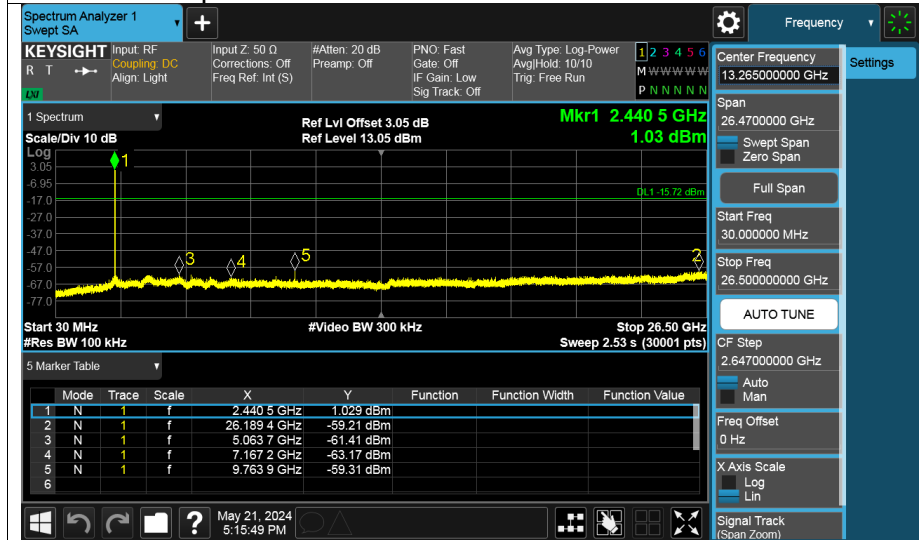 Spectrum Analyzer 1
Swept SA
+
Frequency
KEYSIGHT
R T
LXI
Input: RF
Coupling: DC
Align: Light
Input Z: 50 Ω
Corrections: Off
Freq Ref: Int (S)
#Atten: 20 dB
Preamp: Off
PNO: Fast
Gate: Off
IF Gain: Low
Sig Track: Off
Avg Type: Log-Power
Avg|Hold: 10/10
Trig: Free Run
1 2 3 4 5 6
M W W W W W
P N N N N N
1 Spectrum
Scale/Div 10 dB
Ref Lvl Offset 3.05 dB
Ref Level 13.05 dBm
Mkr1 2.440 5 GHz
1.03 dBm
Log
3.05
-6.95
-17.0
-27.0
-37.0
-47.0
-57.0
-67.0
-77.0
1
3
4
5
2
DL1 -15.72 dBm
Start 30 MHz
#Res BW 100 kHz
#Video BW 300 kHz
Stop 26.50 GHz
Sweep 2.53 s (30001 pts)
5 Marker Table
Mode Trace Scale X Y Function Function Width Function Value
1 N 1 f 2.440 5 GHz 1.029 dBm
2 N 1 f 26.189 4 GHz -59.21 dBm
3 N 1 f 5.063 7 GHz -61.41 dBm
4 N 1 f 7.167 2 GHz -63.17 dBm
5 N 1 f 9.763 9 GHz -59.31 dBm
6
?
May 21, 2024
5:15:49 PM
Center Frequency
13.265000000 GHz
Span
26.4700000 GHz
Swept Span
Zero Span
Full Span
Start Freq
30.000000 MHz
Stop Freq
26.500000000 GHz
AUTO TUNE
CF Step
2.647000000 GHz
Auto
Man
Freq Offset
0 Hz
X Axis Scale
Log
Lin
Signal Track
(Span Zoom)
Settings